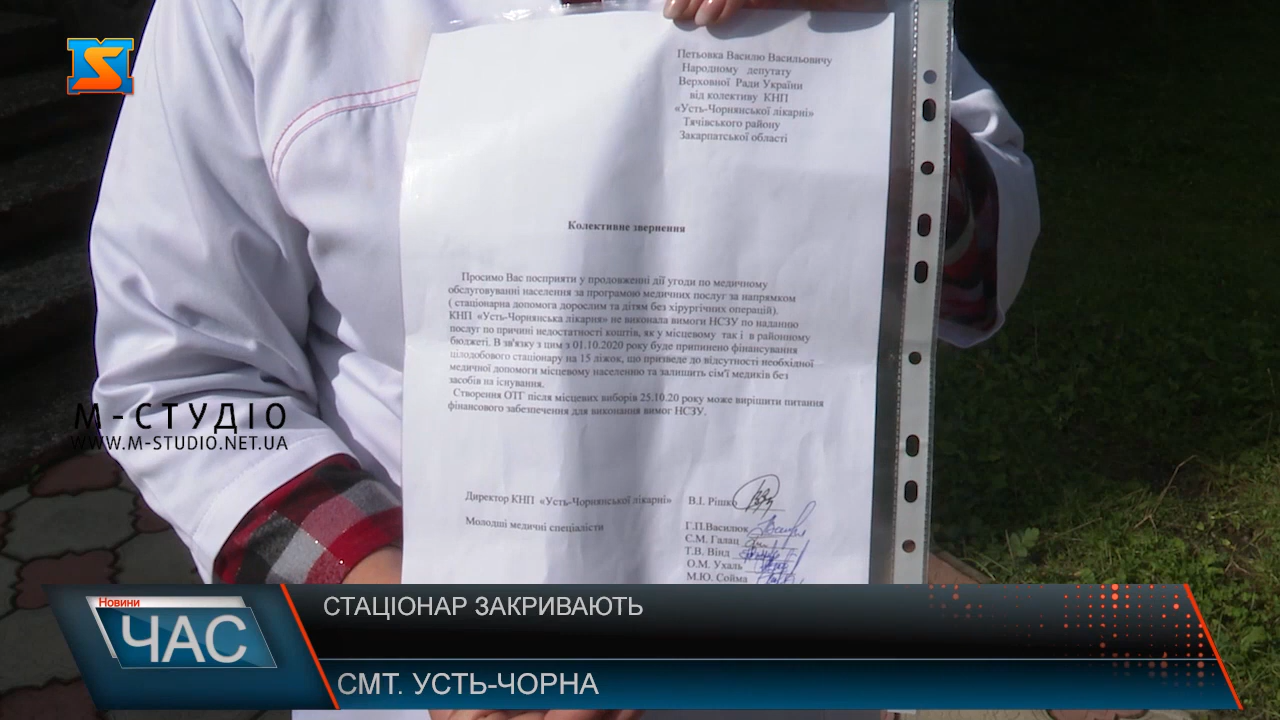 Петьовка Василю Васильовичу
Народному депутату
Верховної Ради України
від колективу КНП
«Усть-Чорнянської лікарні»
Тячівського району
Закарпатської області
Колективне звернення
Просимо Вас посприяти у продовженні дії угоди по медичному
обслуговуванні населення за програмою медичних послуг за напрямком
( стаціонарна допомога дорослим та дітям без хірургічних операцій).
КНП «Усть-Чорнянська лікарня» не виконала вимоги НСЗУ по наданню
послуг по причині недостатності коштів, як у місцевому так і в районному
бюджеті. В зв'язку з цим з 01.10.2020 року буде припинено фінансування
цілодобового стаціонару на 15 ліжок, що призведе до відсутності необхідної
медичної допомоги місцевому населенню та залишить сім'ї медиків без
засобів на існування.
Створення ОТГ після місцевих виборів 25.10.20 року може вирішити питання
фінансового забезпечення для виконання вимог НСЗУ.
Директор КНП «Усть-Чорнянської лікарні» В.І. Рішко
Молодші медичні спеціалісти Г.П.Василюк
С.М. Галац
Т.В. Вінд
О.М. Ухаль
М.Ю. Сойма
М-СТУДІО
WWW.M-STUDIO.NET.UA
Новини
ЧАС
СТАЦІОНАР ЗАКРИВАЮТЬ
СМТ. УСТЬ-ЧОРНА